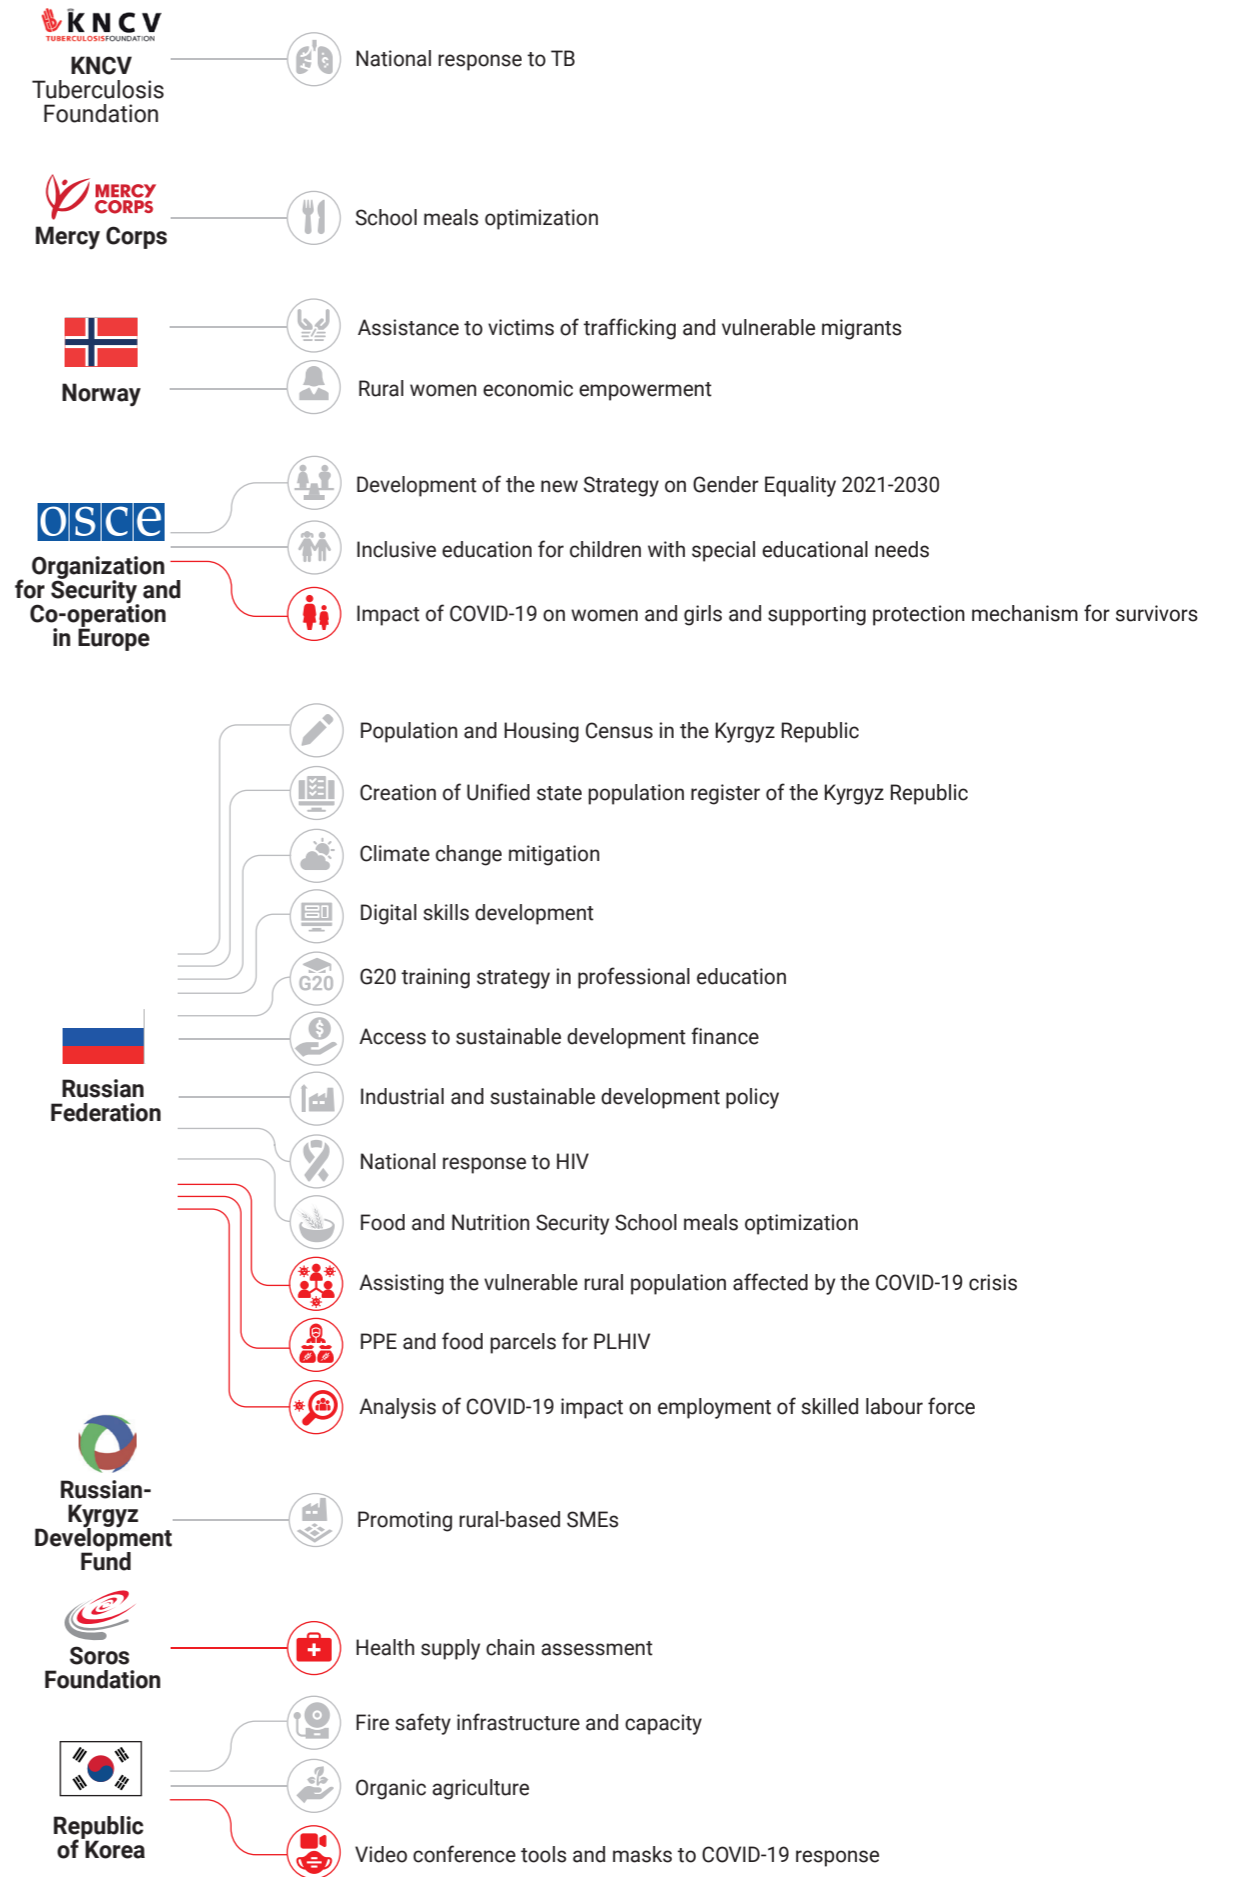 KNCV
TUBERCULOSISFOUNDATION
KNCV
Tuberculosis
Foundation
National response to TB
MERCY
CORPS
Mercy Corps
School meals optimization
Norway
Assistance to victims of trafficking and vulnerable migrants
Rural women economic empowerment
osce
Organization
for Security and
Co-operation
in Europe
Development of the new Strategy on Gender Equality 2021-2030
Inclusive education for children with special educational needs
Impact of COVID-19 on women and girls and supporting protection mechanism for survivors
Russian
Federation
Population and Housing Census in the Kyrgyz Republic
Creation of Unified state population register of the Kyrgyz Republic
Climate change mitigation
Digital skills development
G20
G20 training strategy in professional education
Access to sustainable development finance
Industrial and sustainable development policy
National response to HIV
Food and Nutrition Security School meals optimization
Assisting the vulnerable rural population affected by the COVID-19 crisis
PPE and food parcels for PLHIV
Analysis of COVID-19 impact on employment of skilled labour force
Russian-
Kyrgyz
Development
Fund
Promoting rural-based SMEs
Soros
Foundation
Health supply chain assessment
Republic
of Korea
Fire safety infrastructure and capacity
Organic agriculture
Video conference tools and masks to COVID-19 response